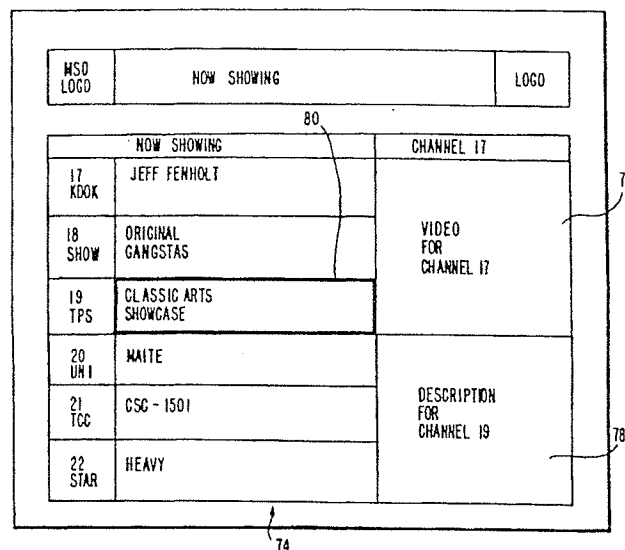 MSO
LOGO
NOW SHOWING
LOGO
80
NOW SHOWING
CHANNEL 17
17
KDOK
JEFF FENHOLT
18
SHOW
ORIGINAL
GANGSTAS
19
TPS
CLASSIC ARTS
SHOWCASE
20
UNI
MAITE
21
TCC
CSC-1501
22
STAR
HEAVY
VIDEO
FOR
CHANNEL 17
DESCRIPTION
FOR
CHANNEL 19
7
78
74